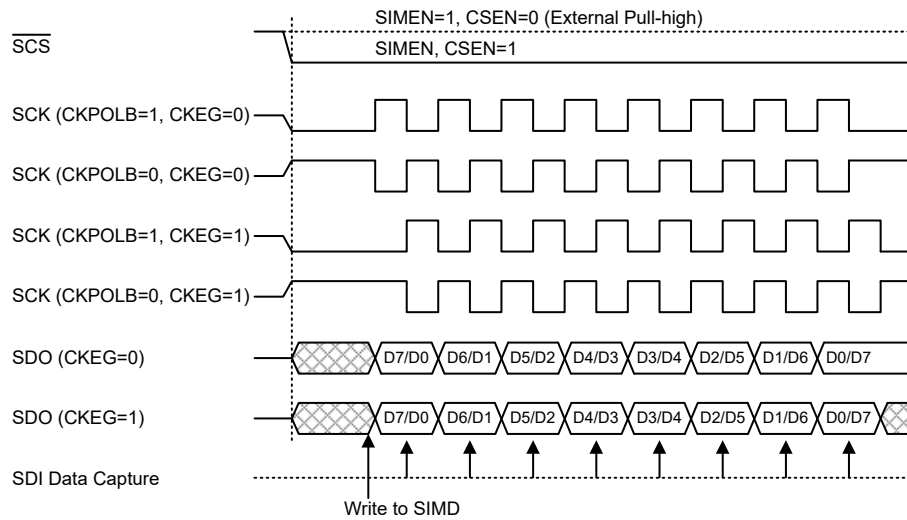 SIMEN=1, CSEN=0 (External Pull-high)
SCS
SIMEN, CSEN=1
SCK (CKPOLB=1, CKEG=0)
SCK (CKPOLB=0, CKEG=0)
SCK (CKPOLB=1, CKEG=1)
SCK (CKPOLB=0, CKEG=1)
SDO (CKEG=0) D7/D0 D6/D1 D5/D2 D4/D3 D3/D4 D2/D5 D1/D6 D0/D7
SDO (CKEG=1) D7/D0 D6/D1 D5/D2 D4/D3 D3/D4 D2/D5 D1/D6 D0/D7
SDI Data Capture
Write to SIMD